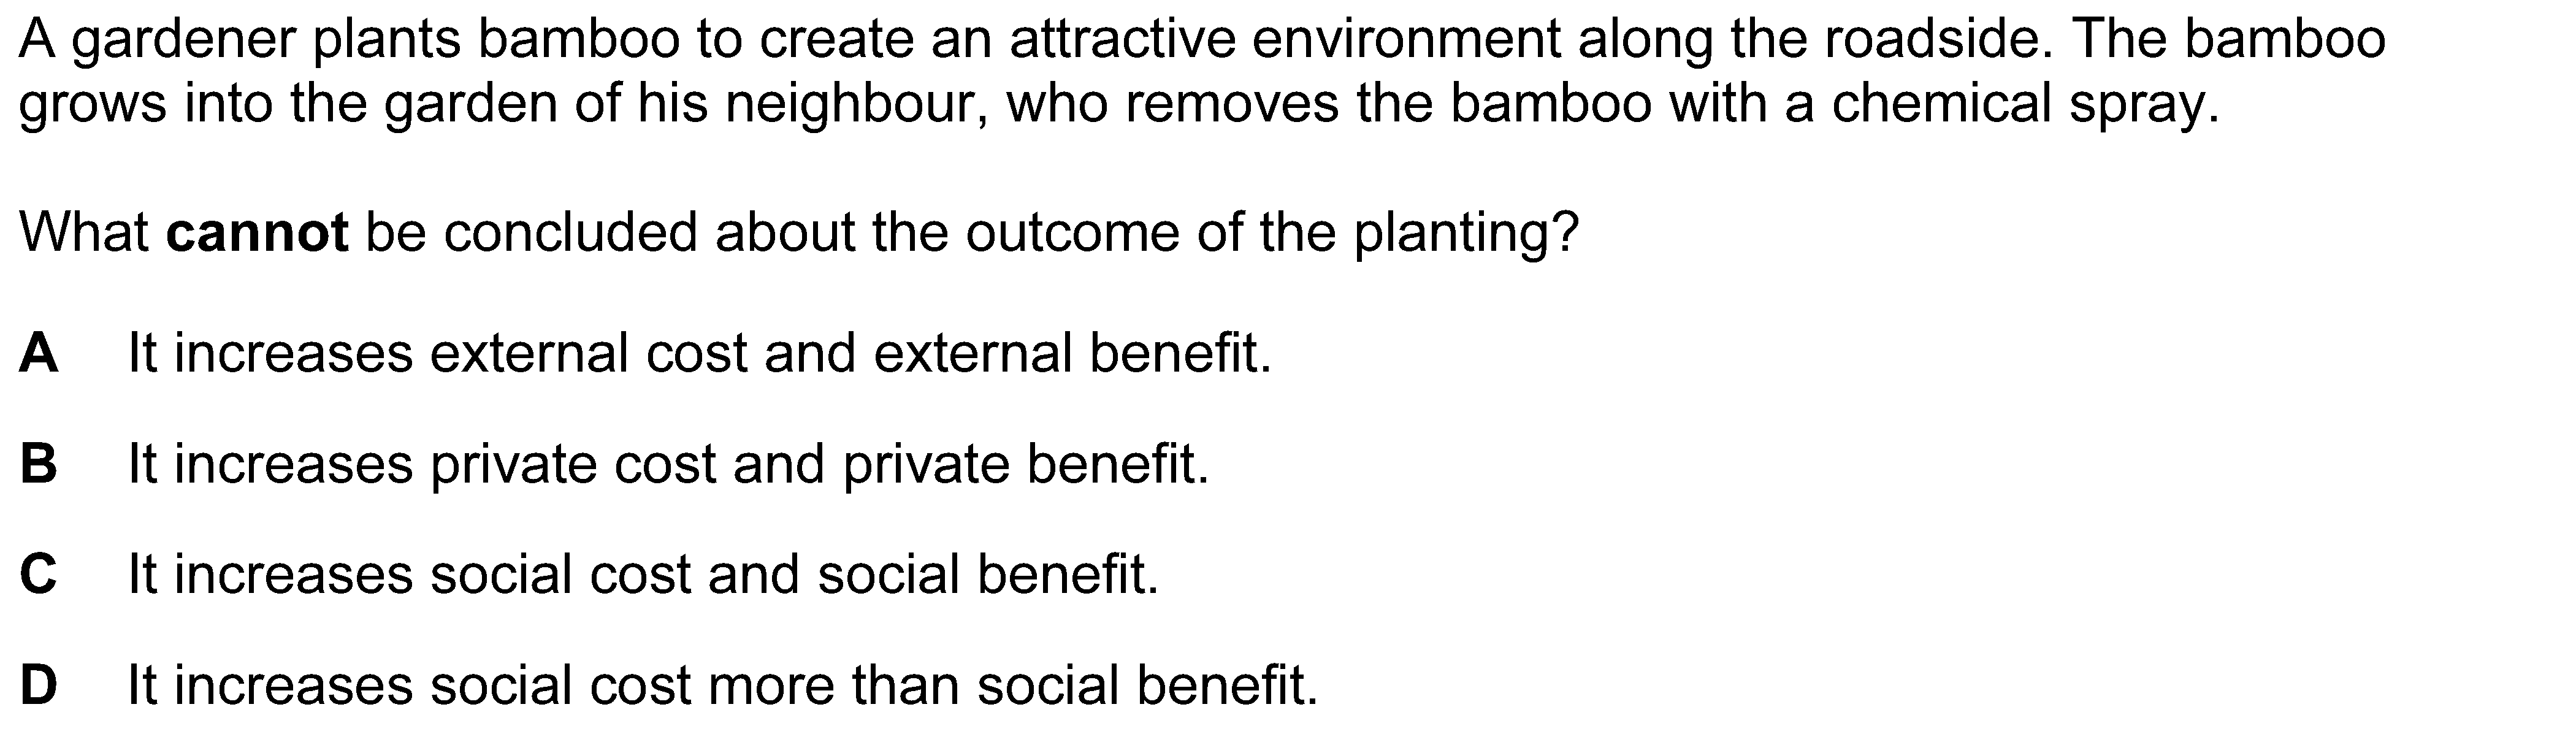 A gardener plants bamboo to create an attractive environment along the roadside. The bamboo
grows into the garden of his neighbour, who removes the bamboo with a chemical spray.
What cannot be concluded about the outcome of the planting?
A It increases external cost and external benefit.
B It increases private cost and private benefit.
C It increases social cost and social benefit.
D It increases social cost more than social benefit.